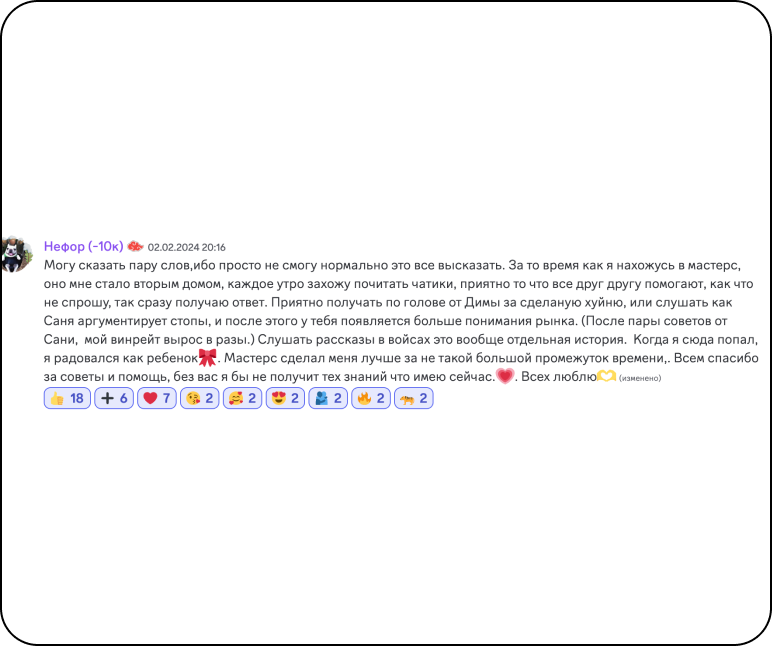 Нефор (-10к) 02.02.2024 20:16
Могу сказать пару слов,ибо просто не смогу нормально это все высказать. За то время как я нахожусь в мастерс,
оно мне стало вторым домом, каждое утро захожу почитать чатики, приятно то что все друг другу помогают, как что
не спрошу, так сразу получаю ответ. Приятно получать по голове от Димы за сделаную хуйню, или слушать как
Саня аргументирует стопы, и после этого у тебя появляется больше понимания рынка. (После пары советов от
Сани,  мой винрейт вырос в разы.) Слушать рассказы в войсах это вообще отдельная история.  Когда я сюда попал,
я радовался как ребенок🎀. Мастерс сделал меня лучше за не такой большой промежуток времени,. Всем спасибо
за советы и помощь, без вас я бы не получит тех знаний что имею сейчас.💗. Всех люблю🫶 (изменено)
👍 18 ➕ 6 ❤️ 7 😘 2 🥰 2 😍 2 🫂 2 🔥 2 🐅 2